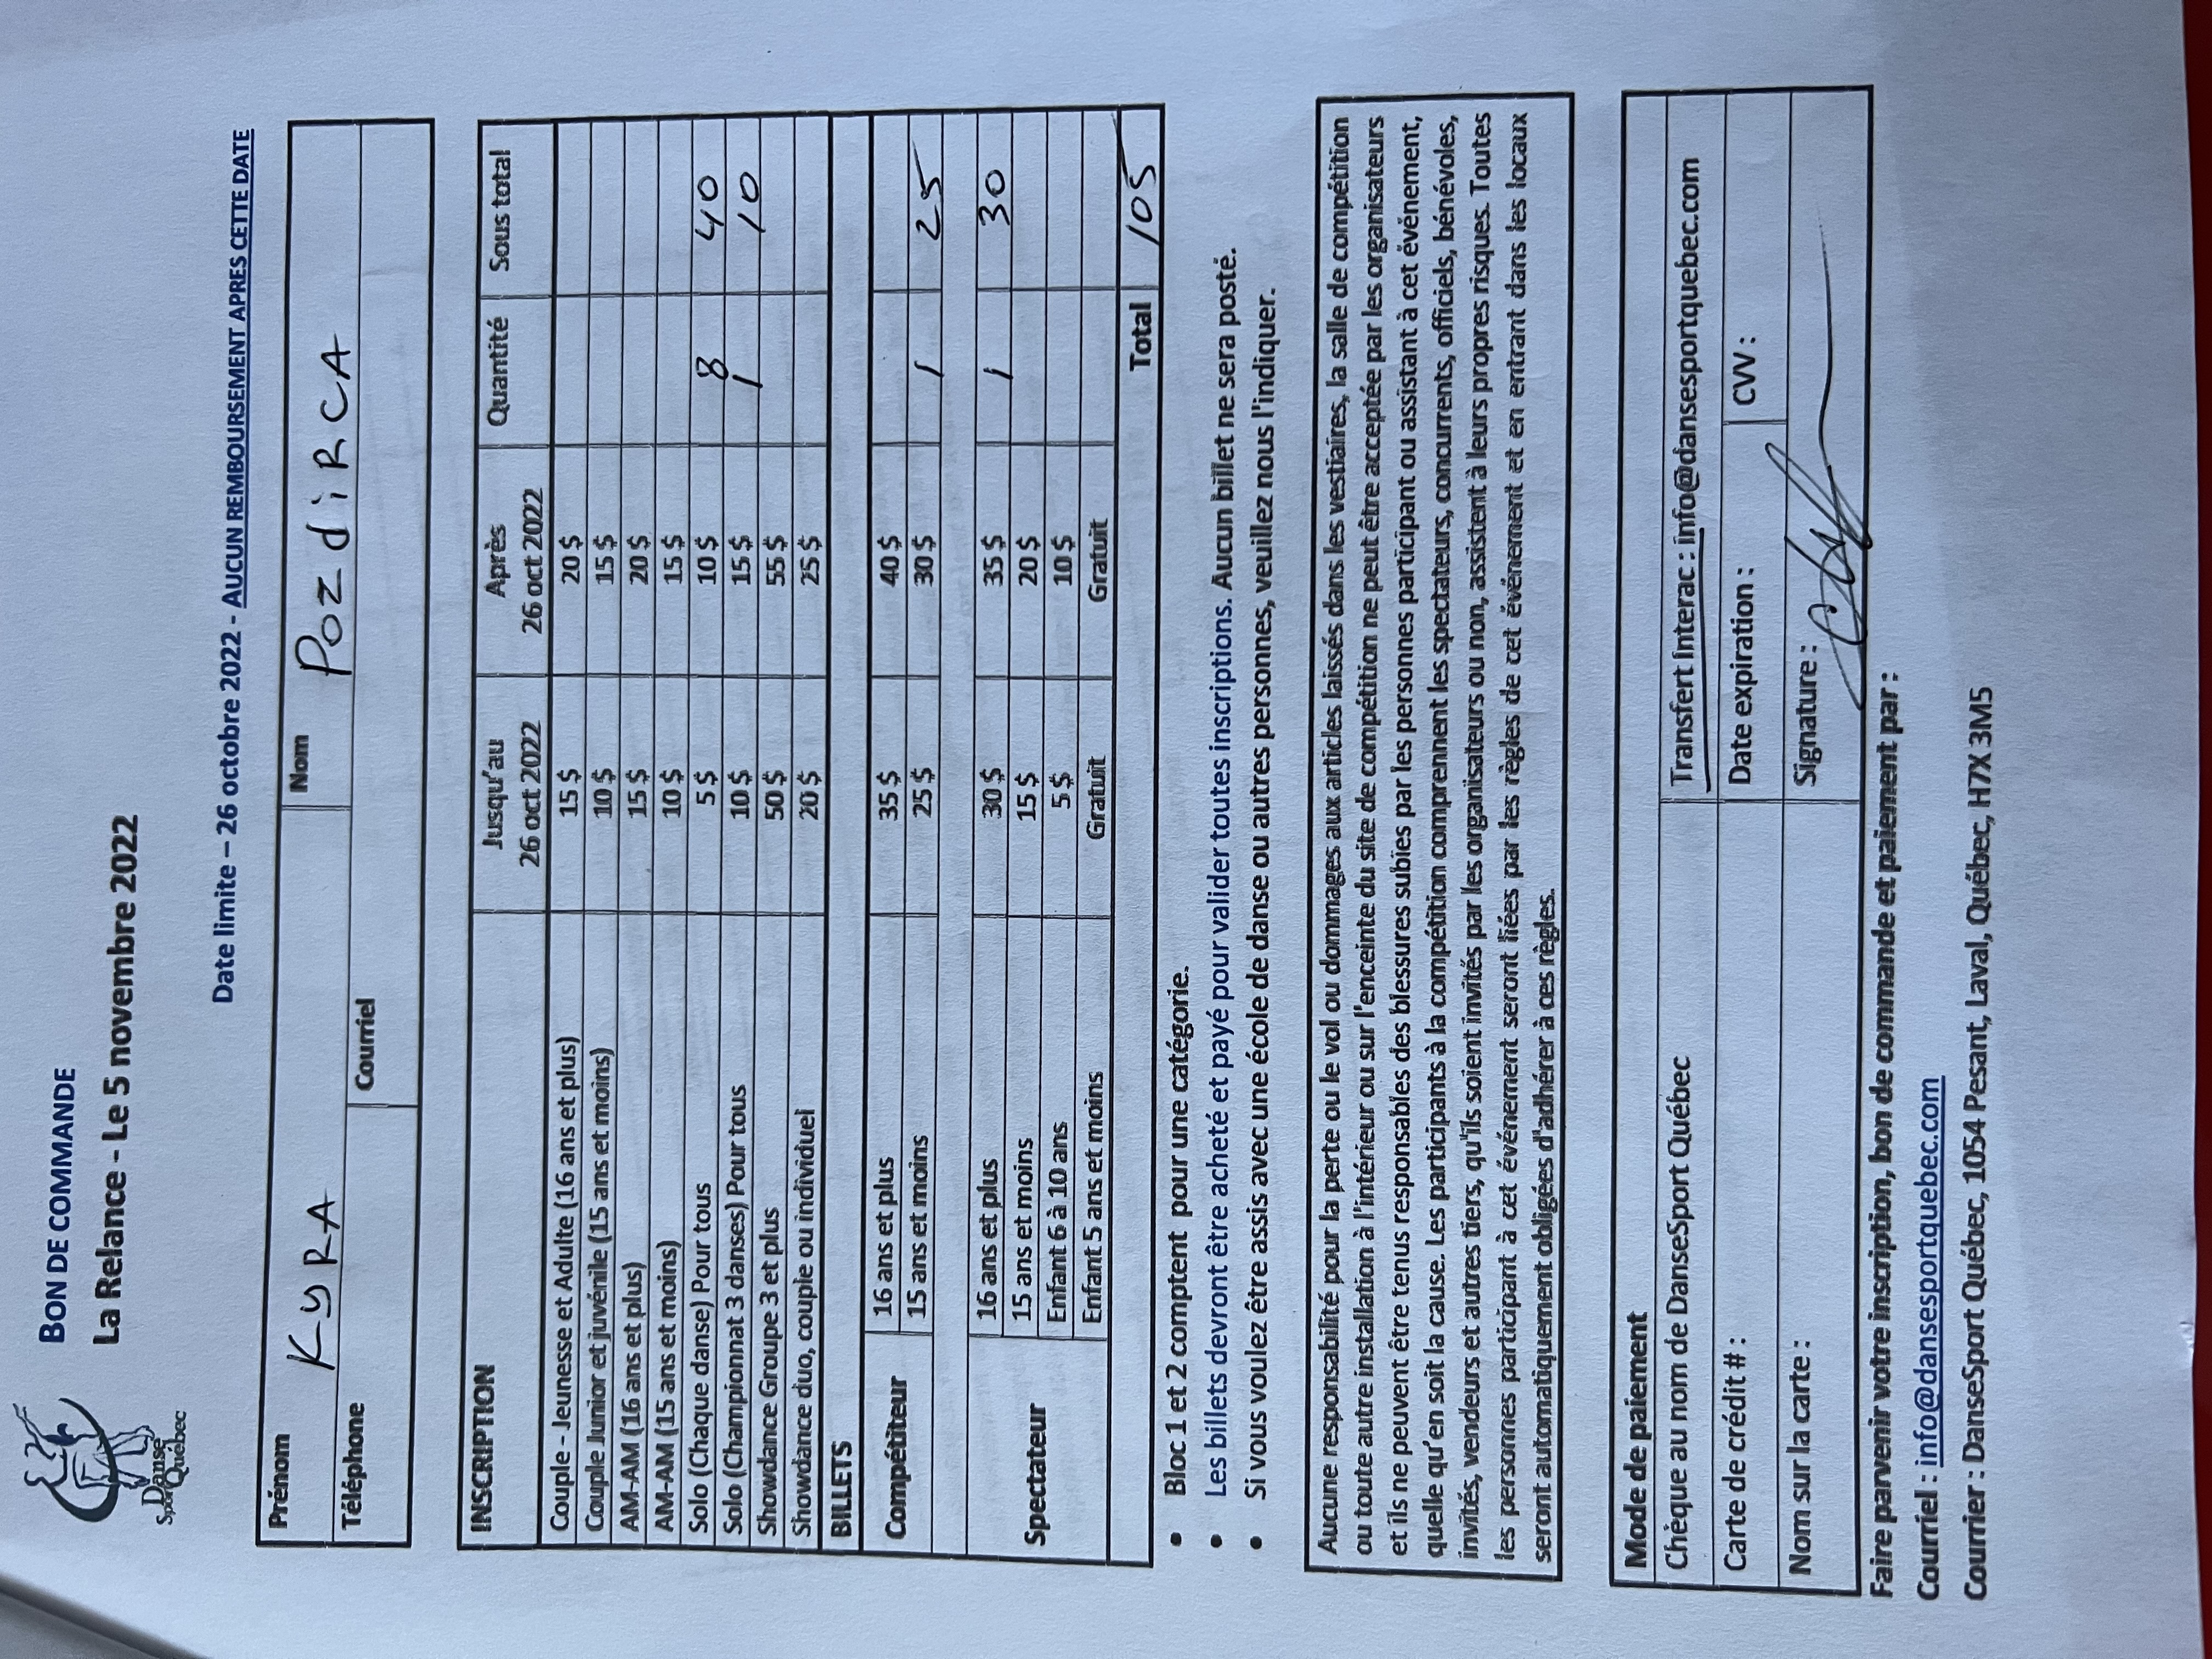 Danse
Sport Québec
BON DE COMMANDE
La Relance - Le 5 novembre 2022
Date limite – 26 octobre 2022 - AUCUN REMBOURSEMENT APRES CETTE DATE
Prénom KYRA Nom POZdiRCA
Téléphone Courriel
INSCRIPTION Jusqu'au 26 oct 2022 Après 26 oct 2022 Quantité Sous total
Couple - Jeunesse et Adulte (16 ans et plus) 15 $ 20 $
Couple Junior et juvénile (15 ans et moins) 10 $ 15 $
AM-AM (16 ans et plus) 15 $ 20 $
AM-AM (15 ans et moins) 10 $ 15 $
Solo (Chaque danse) Pour tous 5 $ 10 $ 8 40
Solo (Championnat 3 danses) Pour tous 10 $ 15 $ 1 10
Showdance Groupe 3 et plus 50 $ 55 $
Showdance duo, couple ou individuel 20 $ 25 $
BILLETS
Compétiteur 16 ans et plus 35 $ 40 $
15 ans et moins 25 $ 30 $ 1 25
Spectateur 16 ans et plus 30 $ 35 $ 1 30
15 ans et moins 15 $ 20 $
Enfant 6 à 10 ans 5 $ 10 $
Enfant 5 ans et moins Gratuit Gratuit
Total 105
• Bloc 1 et 2 comptent pour une catégorie.
• Les billets devront être acheté et payé pour valider toutes inscriptions. Aucun billet ne sera posté.
• Si vous voulez être assis avec une école de danse ou autres personnes, veuillez nous l'indiquer.
Aucune responsabilité pour la perte ou le vol ou dommages aux articles laissés dans les vestiaires, la salle de compétition
ou toute autre installation à l'intérieur ou sur l'enceinte du site de compétition ne peut être acceptée par les organisateurs
et ils ne peuvent être tenus responsables des blessures subies par les personnes participant ou assistant à cet événement,
quelle qu'en soit la cause. Les participants à la compétition comprennent les spectateurs, concurrents, officiels, bénévoles,
invités, vendeurs et autres tiers, qu'ils soient invités par les organisateurs ou non, assistent à leurs propres risques. Toutes
les personnes participant à cet événement seront liées par les règles de cet événement et en entrant dans les locaux
seront automatiquement obligées d'adhérer à ces règles.
Mode de paiement
Chèque au nom de DanseSport Québec Transfert Interac : info@dansesportquebec.com
Carte de crédit # : Date expiration : CVV :
Nom sur la carte : Signature :
Faire parvenir votre inscription, bon de commande et paiement par :
Courriel : info@dansesportquebec.com
Courrier : DanseSport Québec, 1054 Pesant, Laval, Québec, H7X 3M5